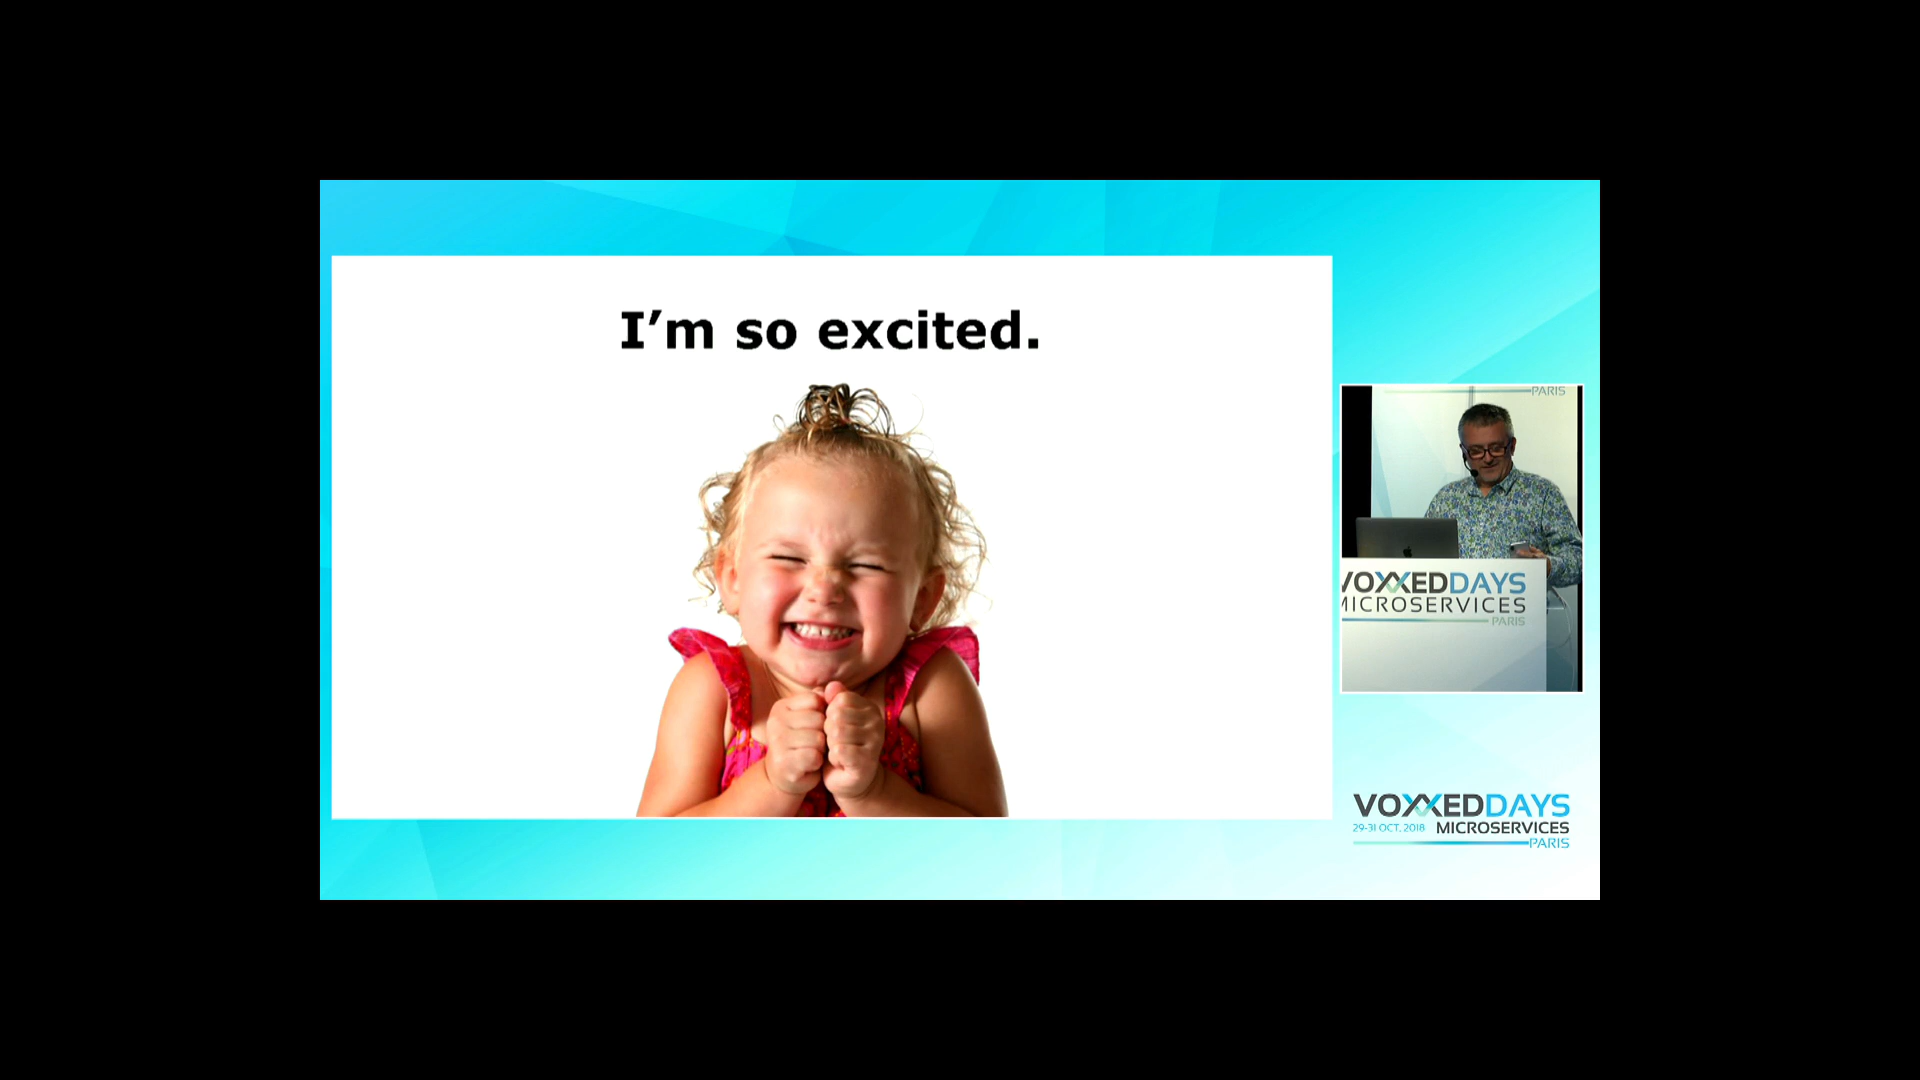 I'm so excited.
PARIS
VOXXEDDAYS
MICROSERVICES
PARIS
VOXXEDDAYS
29-31 OCT. 2018 MICROSERVICES
PARIS